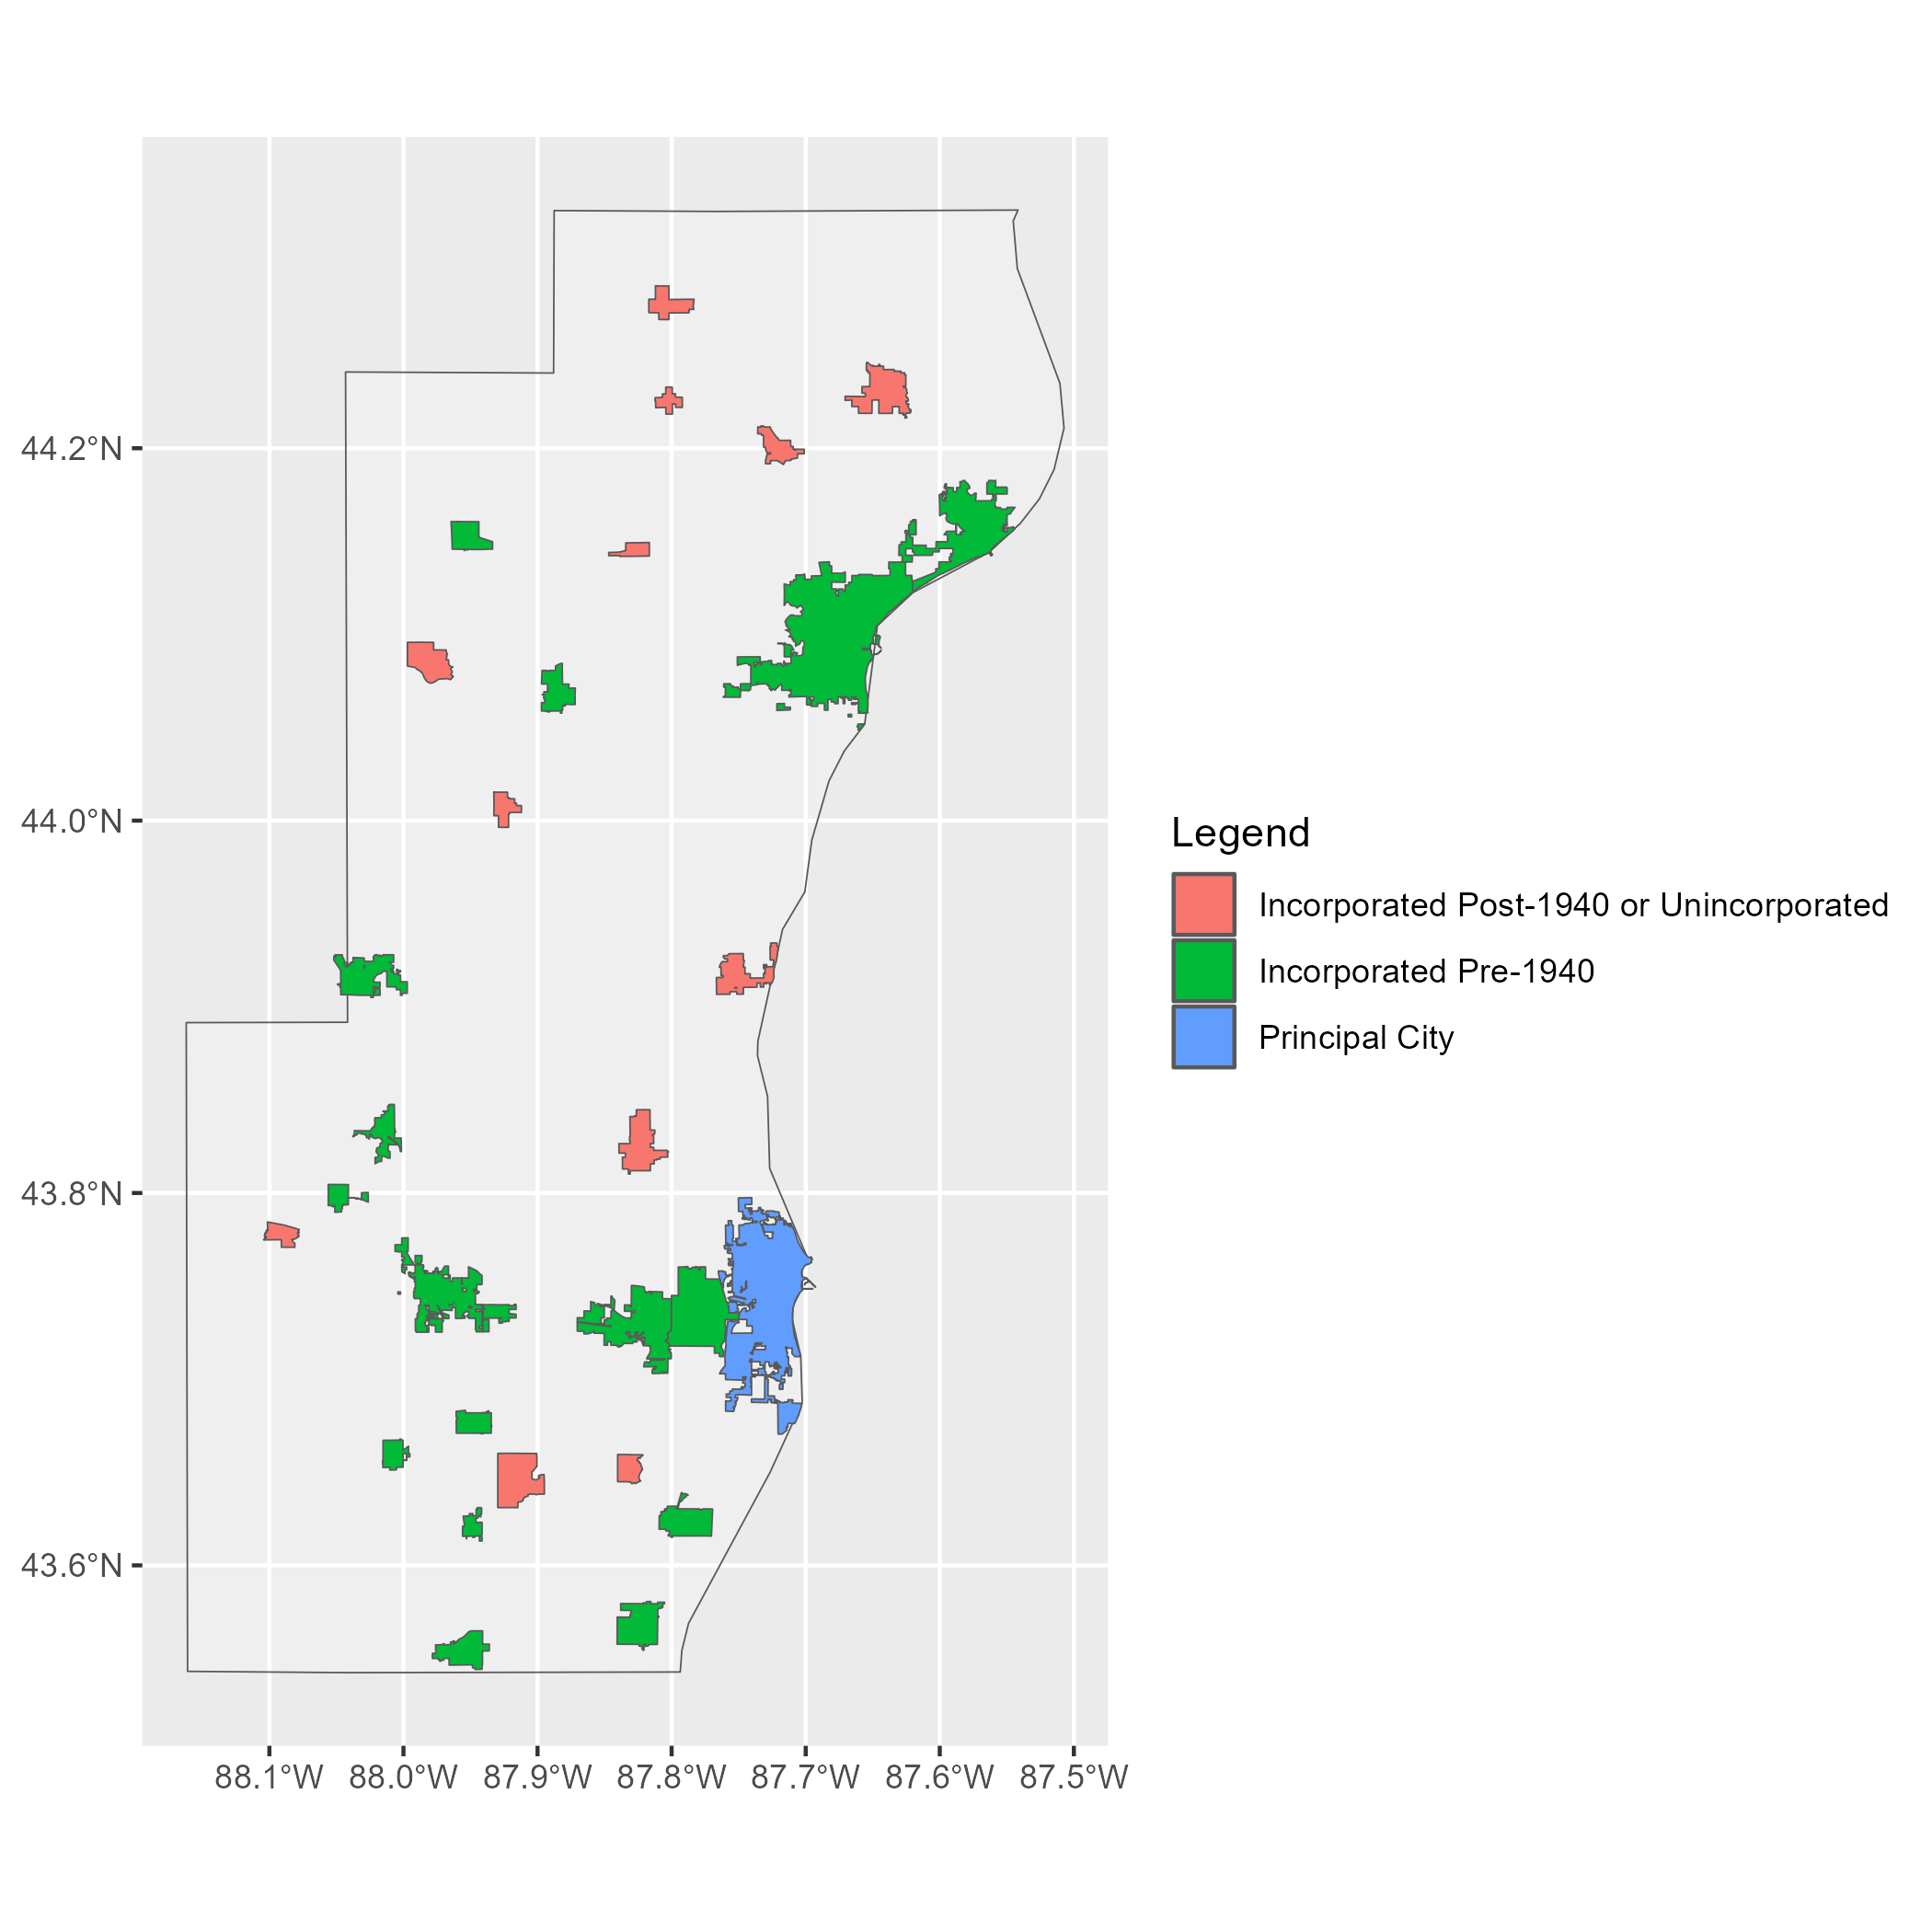 44.2°N
44.0°N
43.8°N
43.6°N
88.1°W 88.0°W 87.9°W 87.8°W 87.7°W 87.6°W 87.5°W
Legend
Incorporated Post-1940 or Unincorporated
Incorporated Pre-1940
Principal City